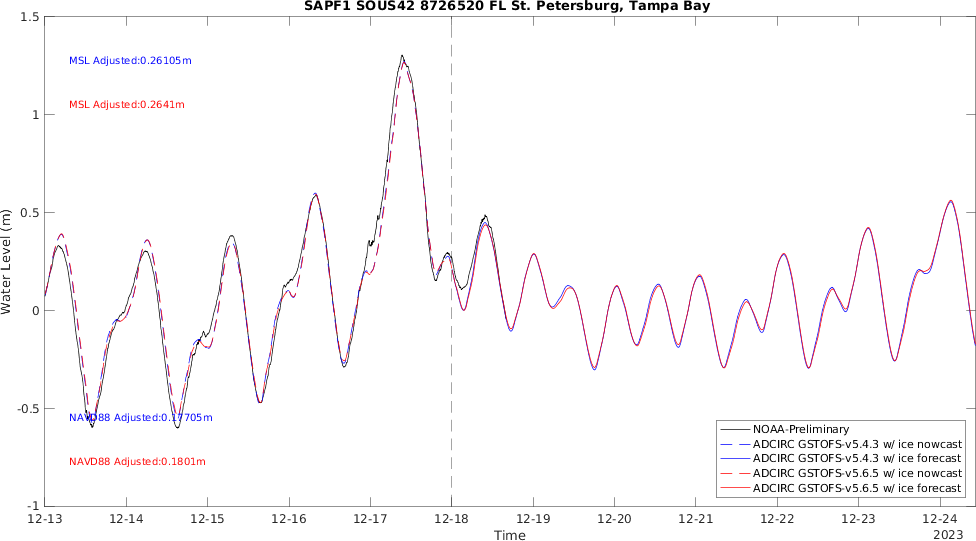 SAPF1 SOUS42 8726520 FL St. Petersburg, Tampa Bay
1.5
1
0.5
0
-0.5
-1
Water Level (m)
MSL Adjusted:0.26105m
MSL Adjusted:0.2641m
NAVD88 Adjusted:0.17705m
NAVD88 Adjusted:0.1801m
NOAA-Preliminary
ADCIRC GSTOFS-v5.4.3 w/ ice nowcast
ADCIRC GSTOFS-v5.4.3 w/ ice forecast
ADCIRC GSTOFS-v5.6.5 w/ ice nowcast
ADCIRC GSTOFS-v5.6.5 w/ ice forecast
12-13 12-14 12-15 12-16 12-17 12-18 12-19 12-20 12-21 12-22 12-23 12-24
Time
2023